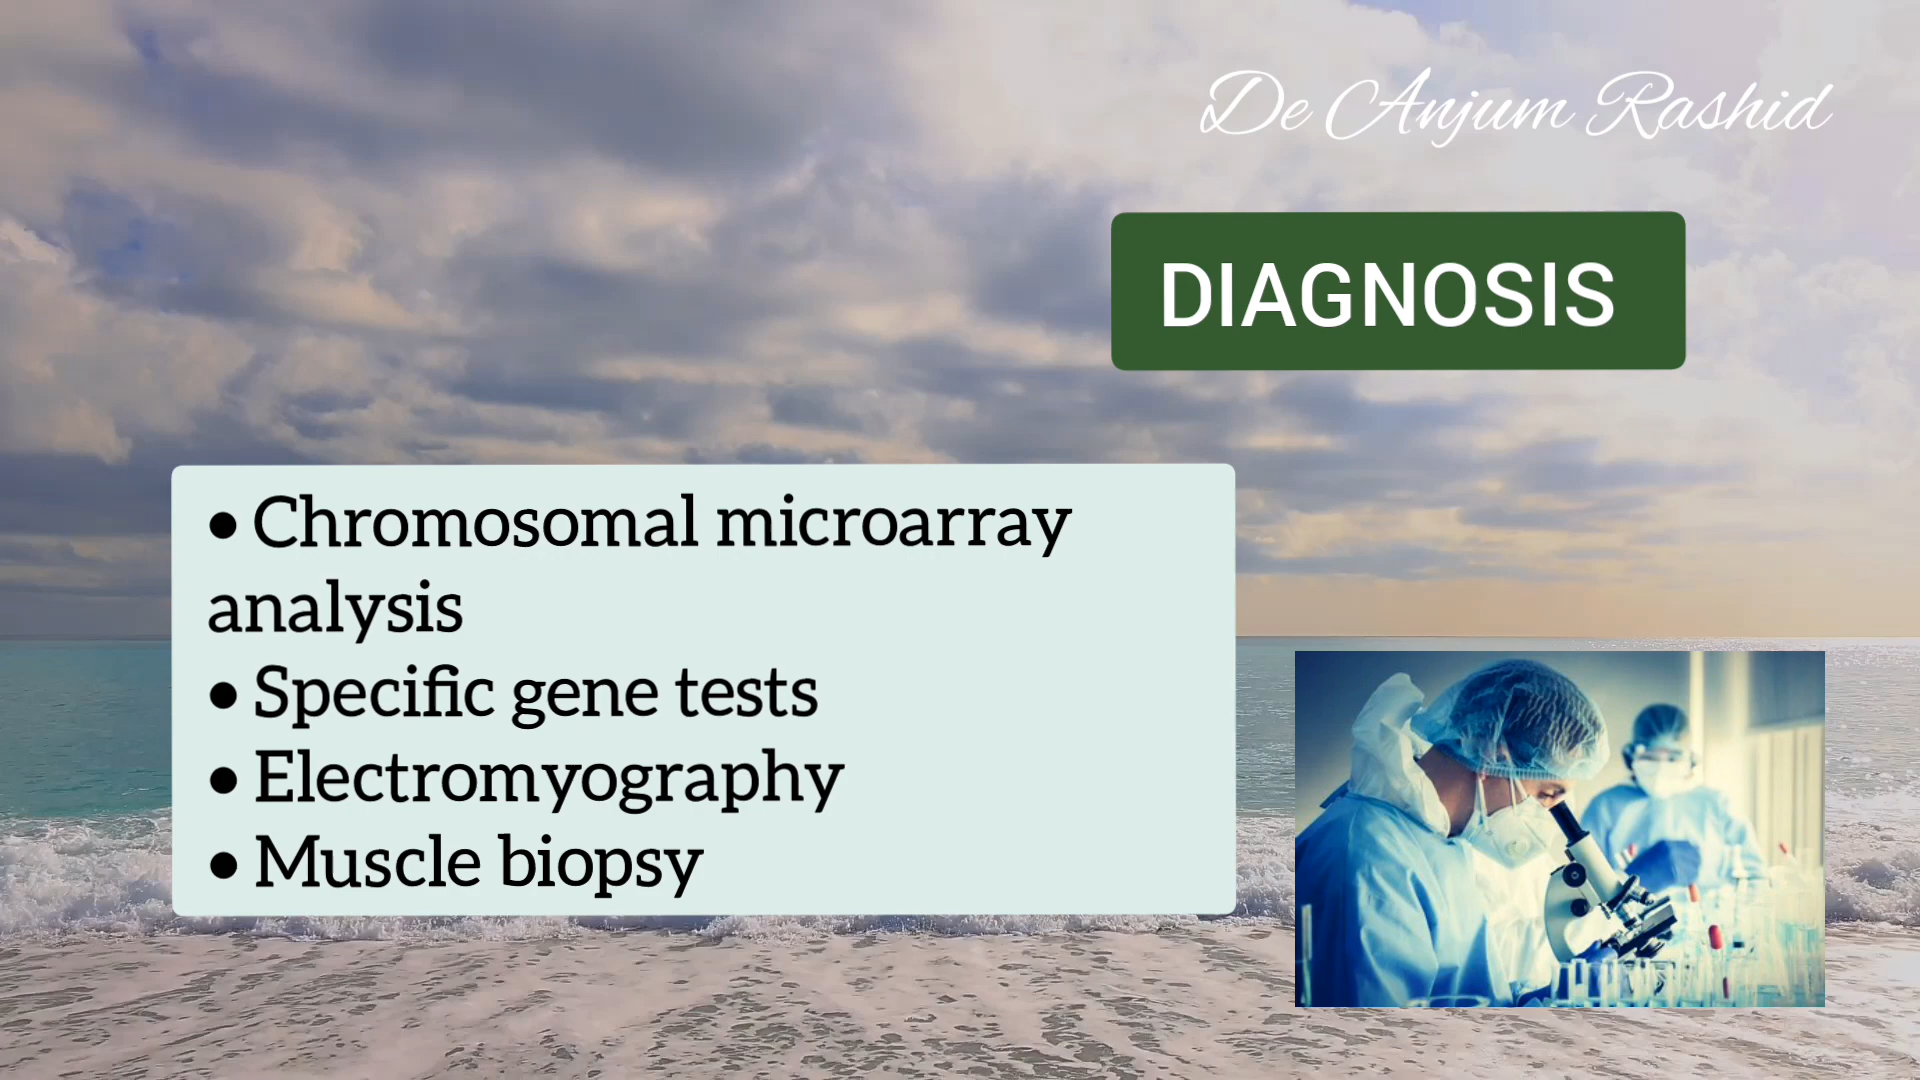 De Anjum Rashid
DIAGNOSIS
• Chromosomal microarray
analysis
• Specific gene tests
• Electromyography
• Muscle biopsy